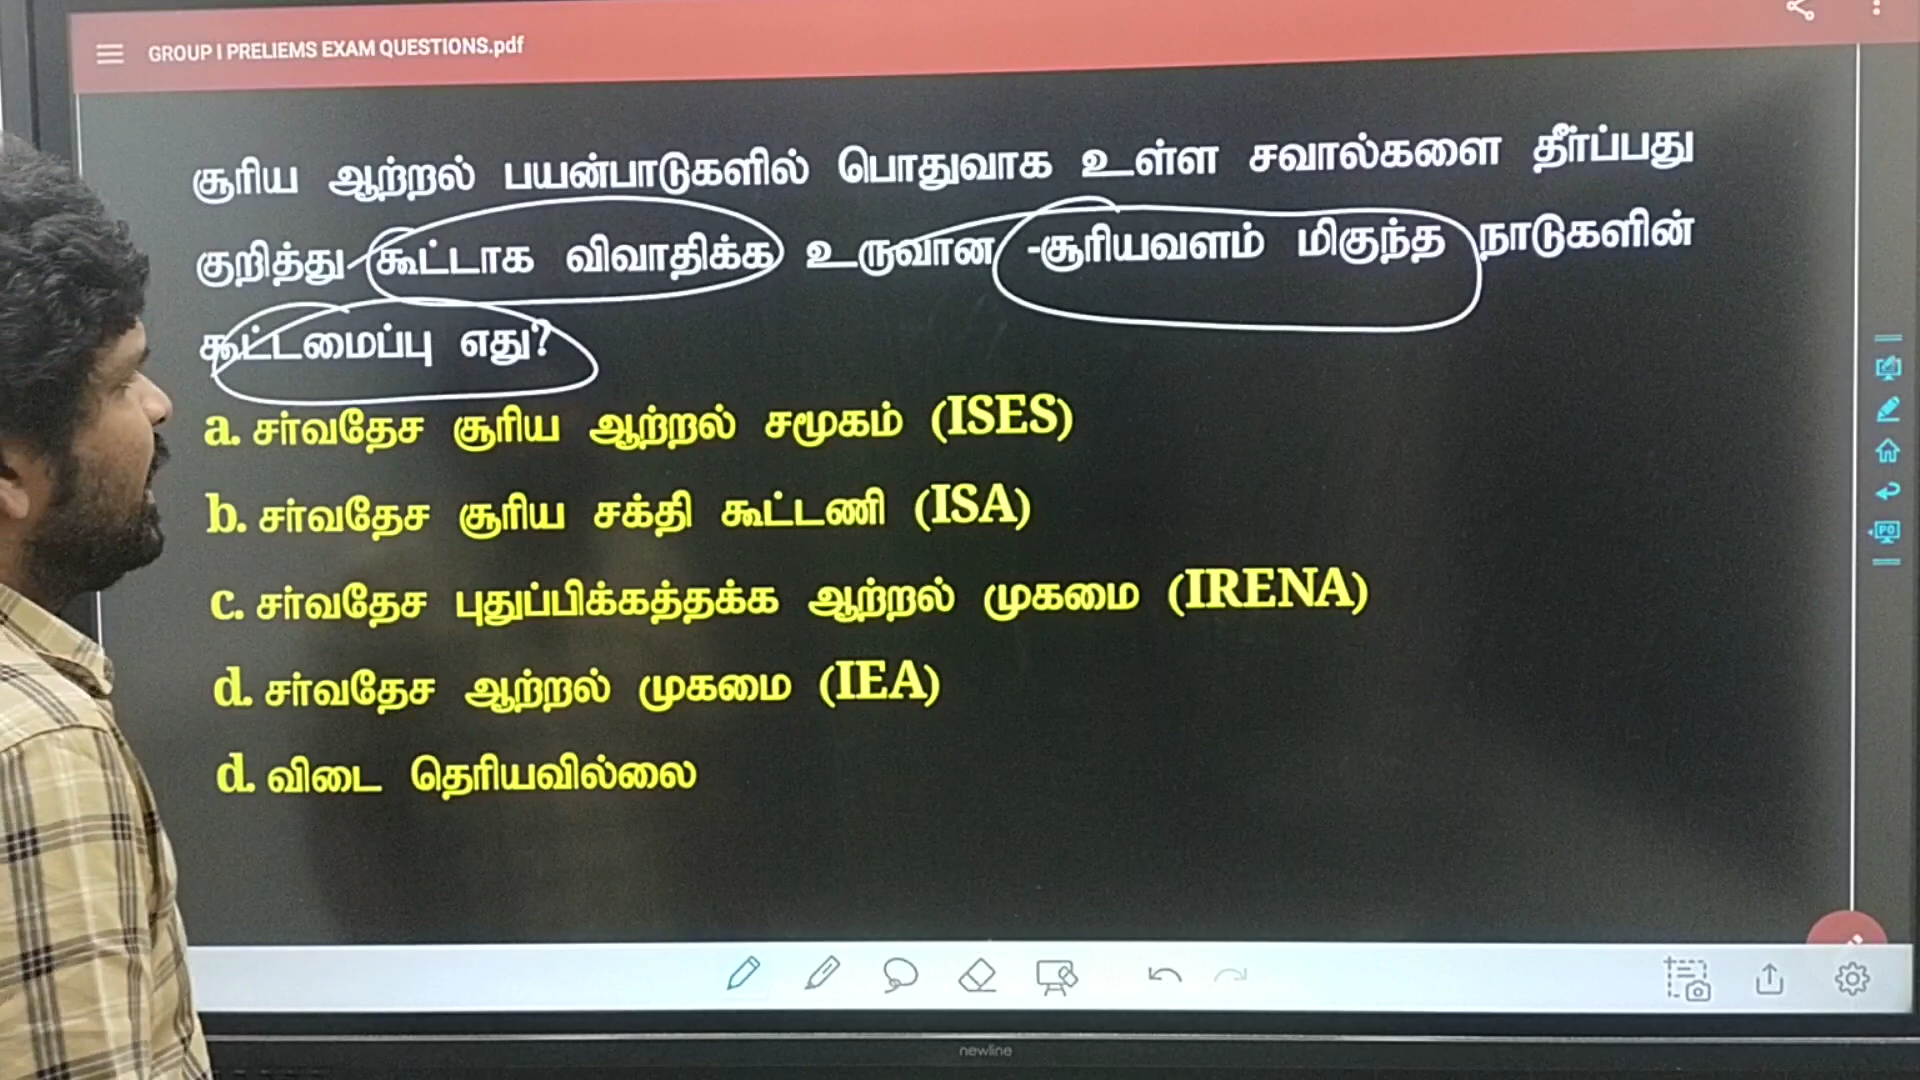 GROUP I PRELIEMS EXAM QUESTIONS.pdf
சூரிய ஆற்றல் பயன்பாடுகளில் பொதுவாக உள்ள சவால்களை தீர்ப்பது
குறித்து கூட்டாக விவாதிக்க உருவான -சூரியவளம் மிகுந்த நாடுகளின்
கூட்டமைப்பு எது?
a. சர்வதேச சூரிய ஆற்றல் சமூகம் (ISES)
b. சர்வதேச சூரிய சக்தி கூட்டணி (ISA)
c. சர்வதேச புதுப்பிக்கத்தக்க ஆற்றல் முகமை (IRENA)
d. சர்வதேச ஆற்றல் முகமை (IEA)
d. விடை தெரியவில்லை
newline